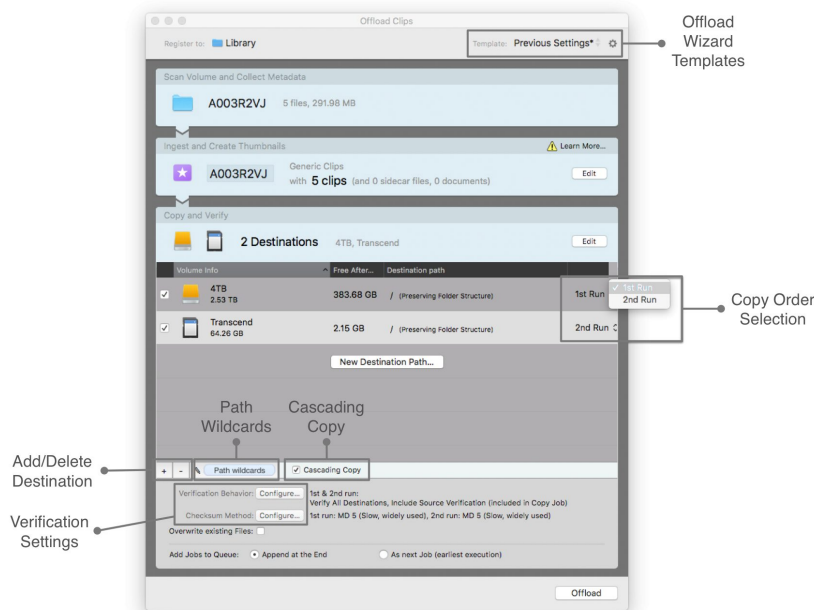 Offload Clips
Register to: Library
Template: Previous Settings*
Offload
Wizard
Templates
Scan Volume and Collect Metadata
A003R2VJ 5 files, 291.98 MB
Ingest and Create Thumbnails
Learn More...
A003R2VJ
Generic Clips
with 5 clips (and 0 sidecar files, 0 documents)
Edit
Copy and Verify
2 Destinations 4TB, Transcend
Edit
Volume Info Free After... Destination path
4TB
2.53 TB
383.68 GB / (Preserving Folder Structure) 1st Run
✓ 1st Run
2nd Run
Copy Order
Selection
Transcend
64.26 GB
2.15 GB / (Preserving Folder Structure) 2nd Run
New Destination Path...
Path
Wildcards
Cascading
Copy
Add/Delete
Destination
+ - Path wildcards Cascading Copy
Verification
Settings
Verification Behavior: Configure... 1st & 2nd run:
Verify All Destinations, Include Source Verification (included in Copy Job)
Checksum Method: Configure... 1st run: MD 5 (Slow, widely used), 2nd run: MD 5 (Slow, widely used)
Overwrite existing Files:
Add Jobs to Queue: Append at the End As next Job (earliest execution)
Offload